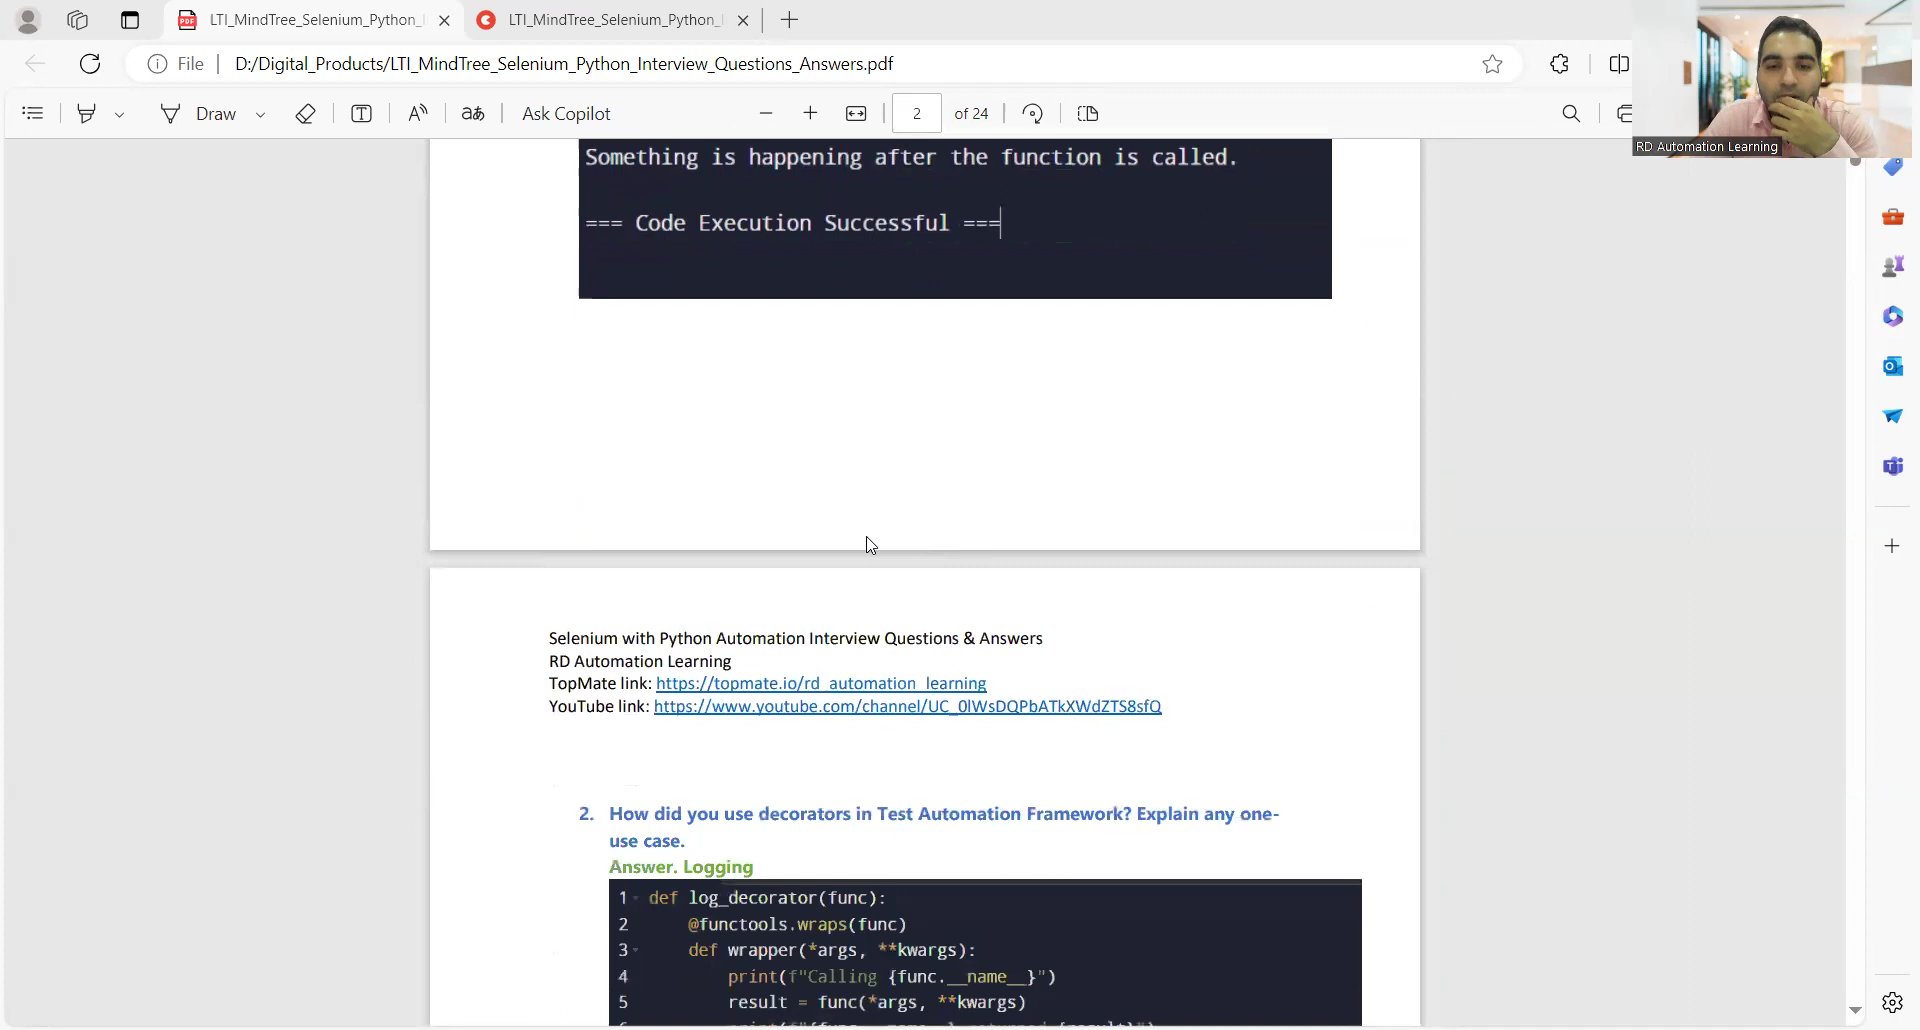 LTI_MindTree_Selenium_Python_I
LTI_MindTree_Selenium_Python_I
File
D:/Digital_Products/LTI_MindTree_Selenium_Python_Interview_Questions_Answers.pdf
Draw
aあ
Ask Copilot
2
of 24
RD Automation Learning
Something is happening after the function is called.
=== Code Execution Successful ===
Selenium with Python Automation Interview Questions & Answers
RD Automation Learning
TopMate link: https://topmate.io/rd_automation_learning
YouTube link: https://www.youtube.com/channel/UC_0lWsDQPbATkXWdZTS8sfQ
2. How did you use decorators in Test Automation Framework? Explain any one-
use case.
Answer. Logging
1 def log_decorator(func):
2 @functools.wraps(func)
3 def wrapper(*args, **kwargs):
4 print(f"Calling {func.__name__}")
5 result = func(*args, **kwargs)